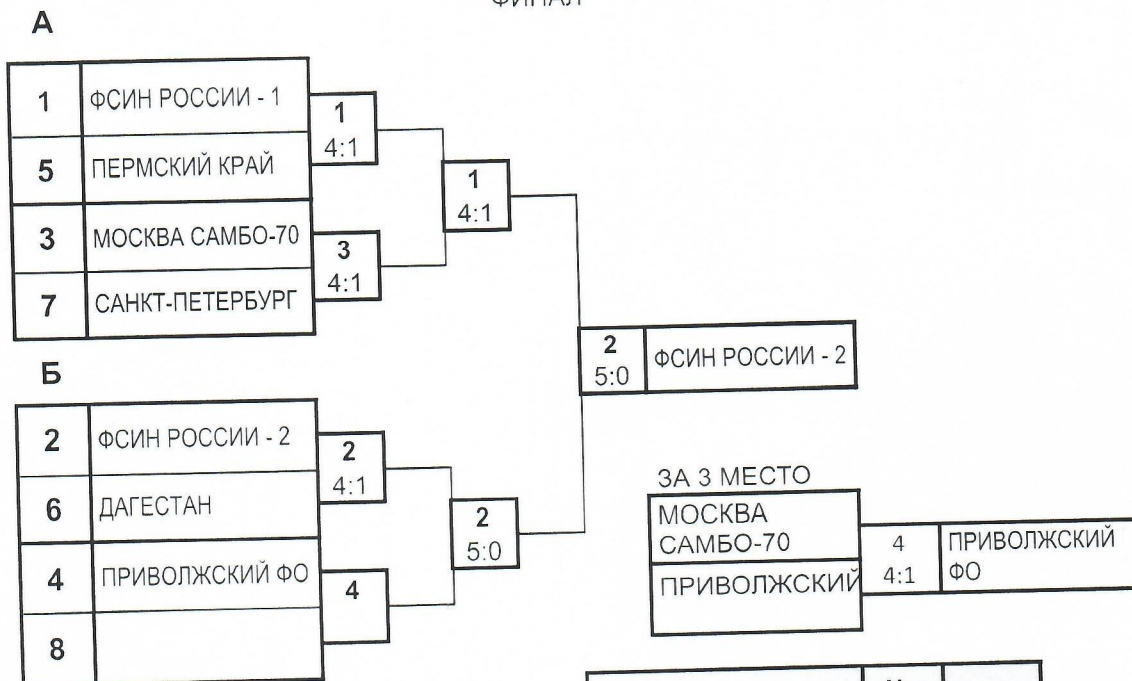 ФИНАЛ
А
1 ФСИН РОССИИ - 1
5 ПЕРМСКИЙ КРАЙ
3 МОСКВА САМБО-70
7 САНКТ-ПЕТЕРБУРГ
1
4:1
3
4:1
1
4:1
2
5:0
ФСИН РОССИИ - 2
Б
2 ФСИН РОССИИ - 2
6 ДАГЕСТАН
4 ПРИВОЛЖСКИЙ ФО
8
2
4:1
4
2
5:0
ЗА 3 МЕСТО
МОСКВА
САМБО-70
ПРИВОЛЖСКИЙ
4
4:1
ПРИВОЛЖСКИЙ
ФО